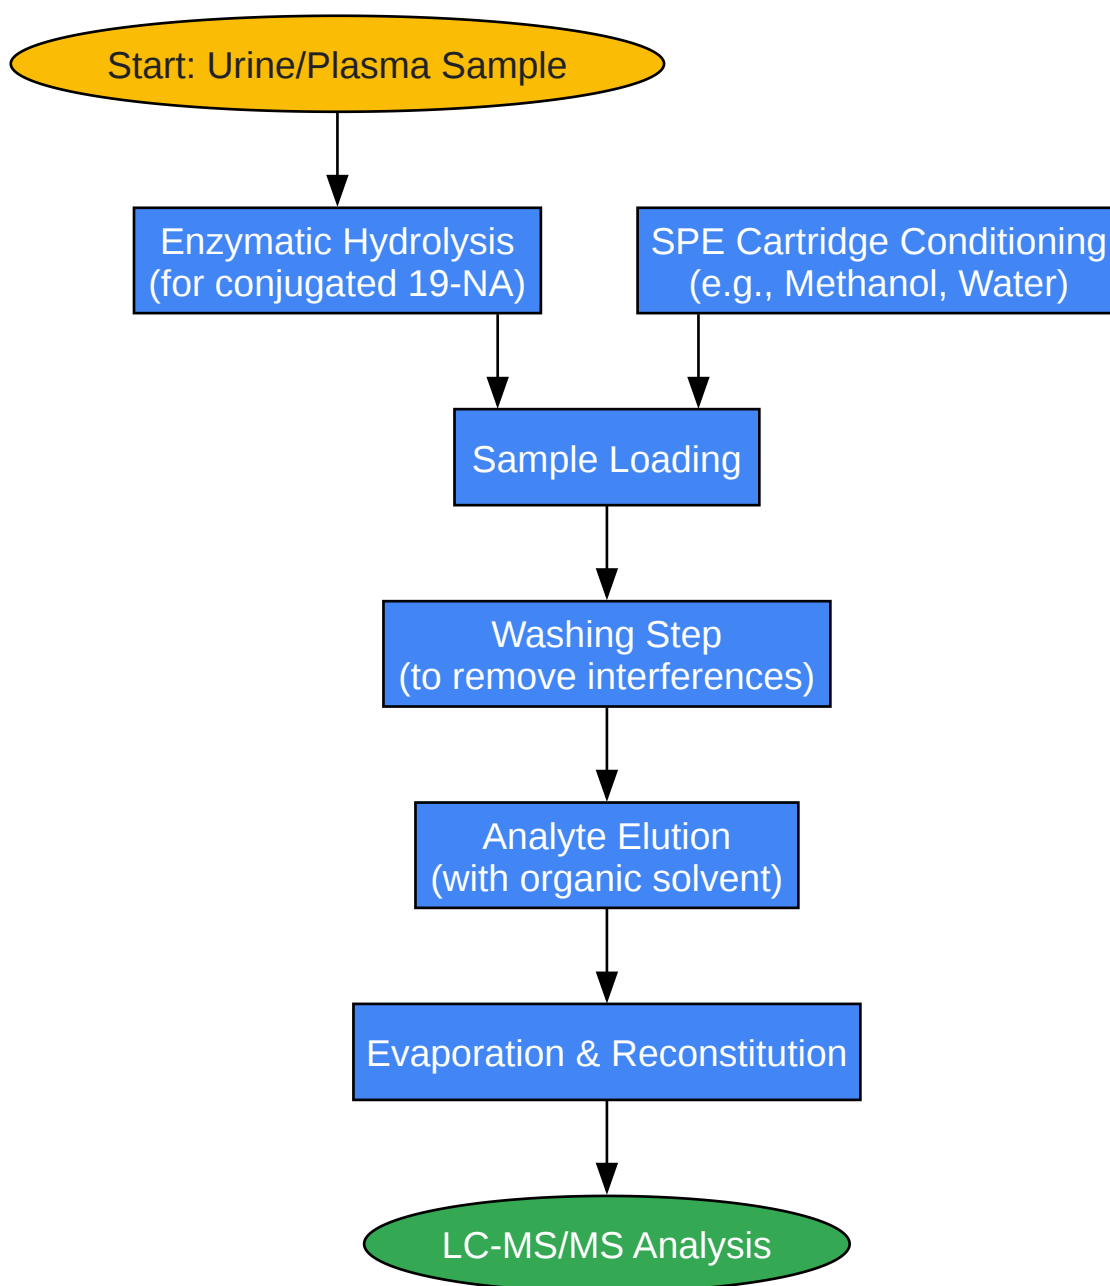 Start: Urine/Plasma Sample
Enzymatic Hydrolysis
(for conjugated 19-NA)
SPE Cartridge Conditioning
(e.g., Methanol, Water)
Sample Loading
Washing Step
(to remove interferences)
Analyte Elution
(with organic solvent)
Evaporation & Reconstitution
LC-MS/MS Analysis